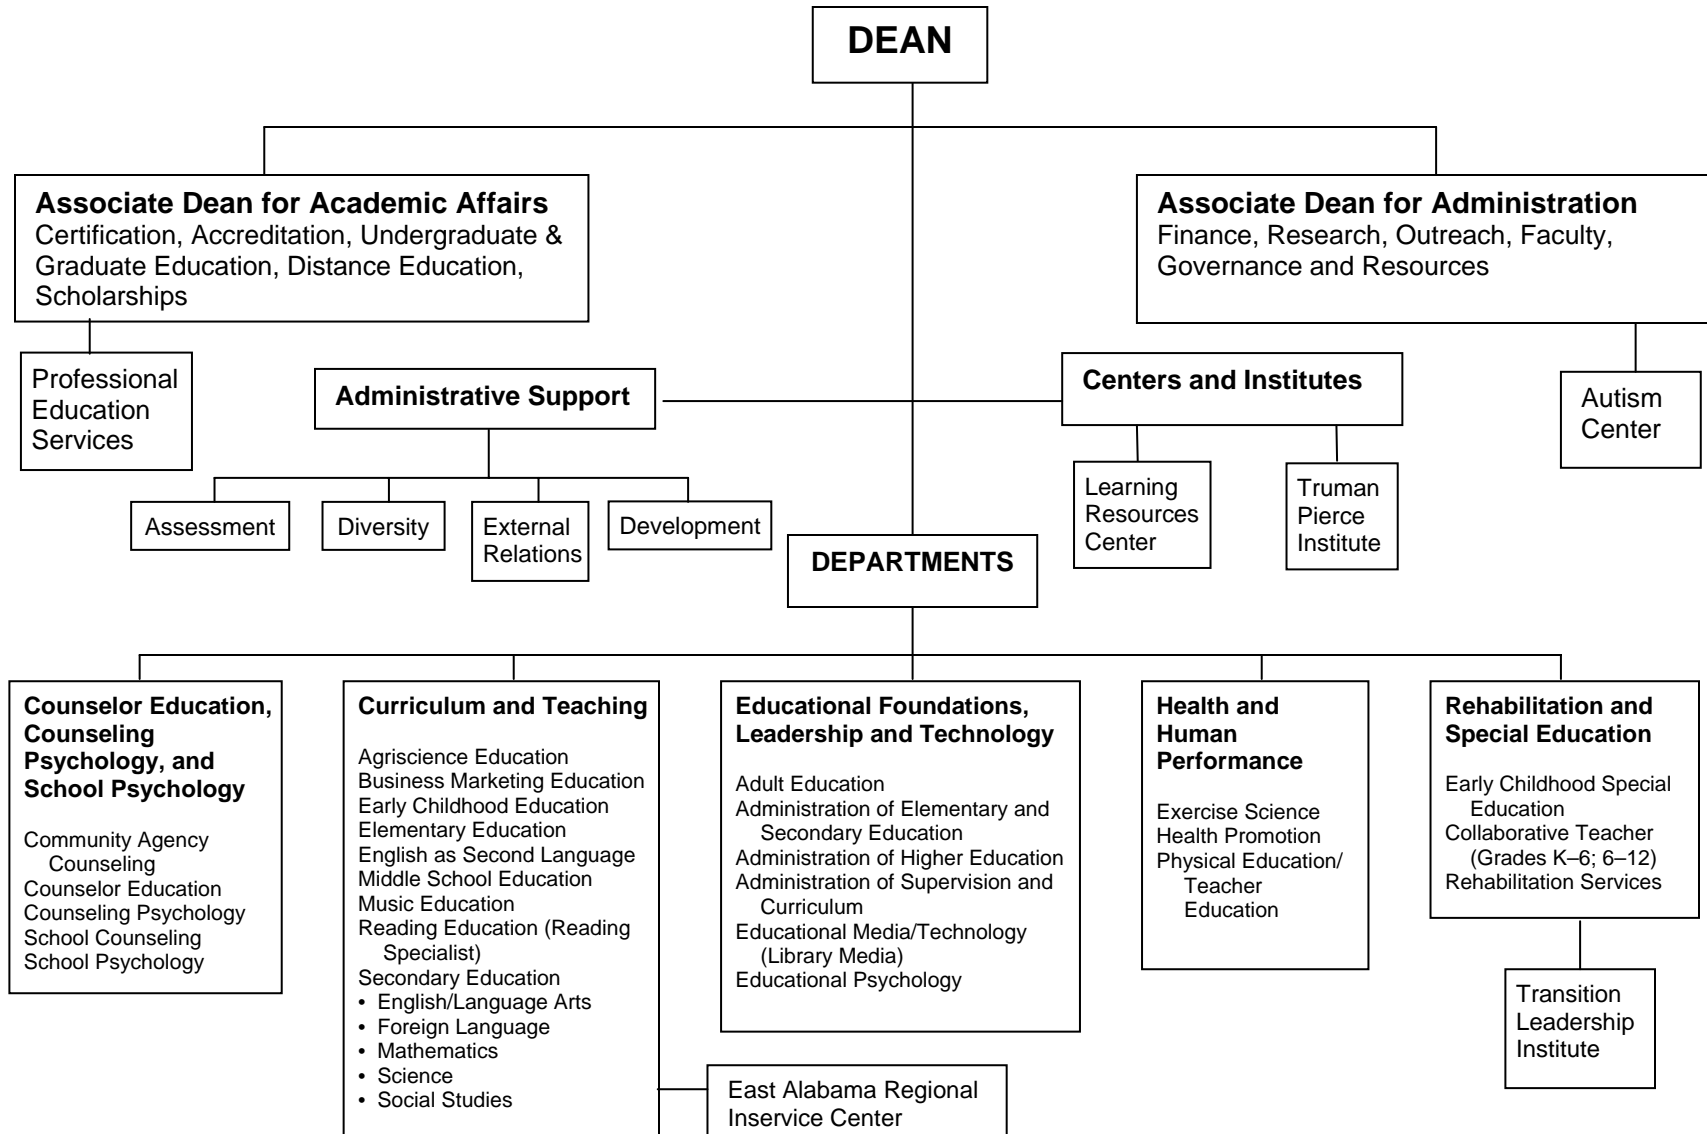 DEAN
Associate Dean for Academic Affairs
Certification, Accreditation, Undergraduate &
Graduate Education, Distance Education,
Scholarships
Associate Dean for Administration
Finance, Research, Outreach, Faculty,
Governance and Resources
Professional
Education
Services
Administrative Support
Centers and Institutes
Autism
Center
Assessment
Diversity
External
Relations
Development
Learning
Resources
Center
Truman
Pierce
Institute
DEPARTMENTS
Counselor Education,
Counseling
Psychology, and
School Psychology
Community Agency
Counseling
Counselor Education
Counseling Psychology
School Counseling
School Psychology
Curriculum and Teaching
Agriscience Education
Business Marketing Education
Early Childhood Education
Elementary Education
English as Second Language
Middle School Education
Music Education
Reading Education (Reading
Specialist)
Secondary Education
• English/Language Arts
• Foreign Language
• Mathematics
• Science
• Social Studies
East Alabama Regional
Inservice Center
Educational Foundations,
Leadership and Technology
Adult Education
Administration of Elementary and
Secondary Education
Administration of Higher Education
Administration of Supervision and
Curriculum
Educational Media/Technology
(Library Media)
Educational Psychology
Health and
Human
Performance
Exercise Science
Health Promotion
Physical Education/
Teacher
Education
Rehabilitation and
Special Education
Early Childhood Special
Education
Collaborative Teacher
(Grades K–6; 6–12)
Rehabilitation Services
Transition
Leadership
Institute